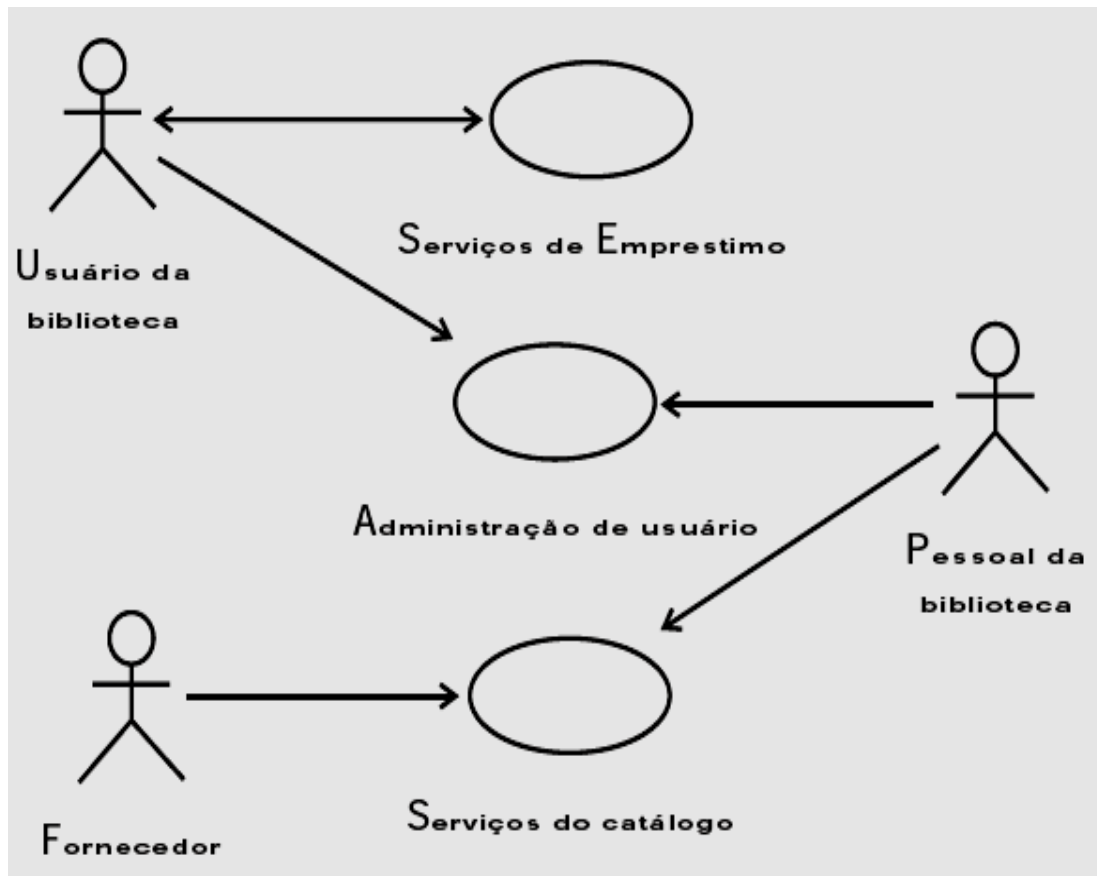 Serviços de Emprestimo
Usuário da
biblioteca
Administração de usuário
Pessoal da
biblioteca
Serviços do catálogo
Fornecedor